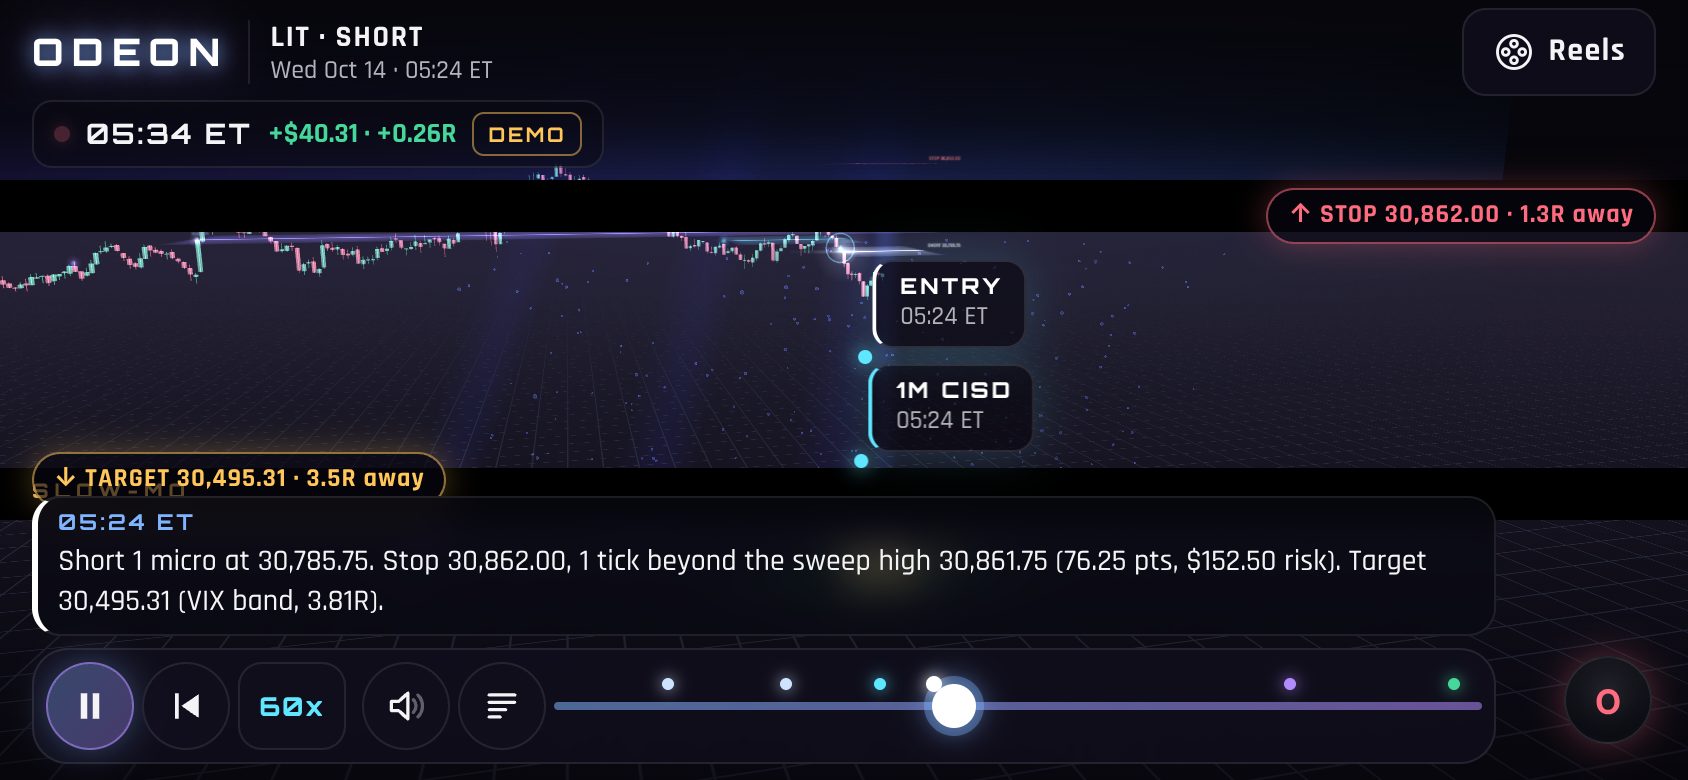 ODEON
LIT · SHORT
Wed Oct 14 · 05:24 ET
Reels
05:34 ET +$40.31 · +0.26R DEMO
↑ STOP 30,862.00 · 1.3R away
ENTRY
05:24 ET
1M CISD
05:24 ET
↓ TARGET 30,495.31 · 3.5R away
SLOW-MO
05:24 ET
Short 1 micro at 30,785.75. Stop 30,862.00, 1 tick beyond the sweep high 30,861.75 (76.25 pts, $152.50 risk). Target
30,495.31 (VIX band, 3.81R).
60x
O